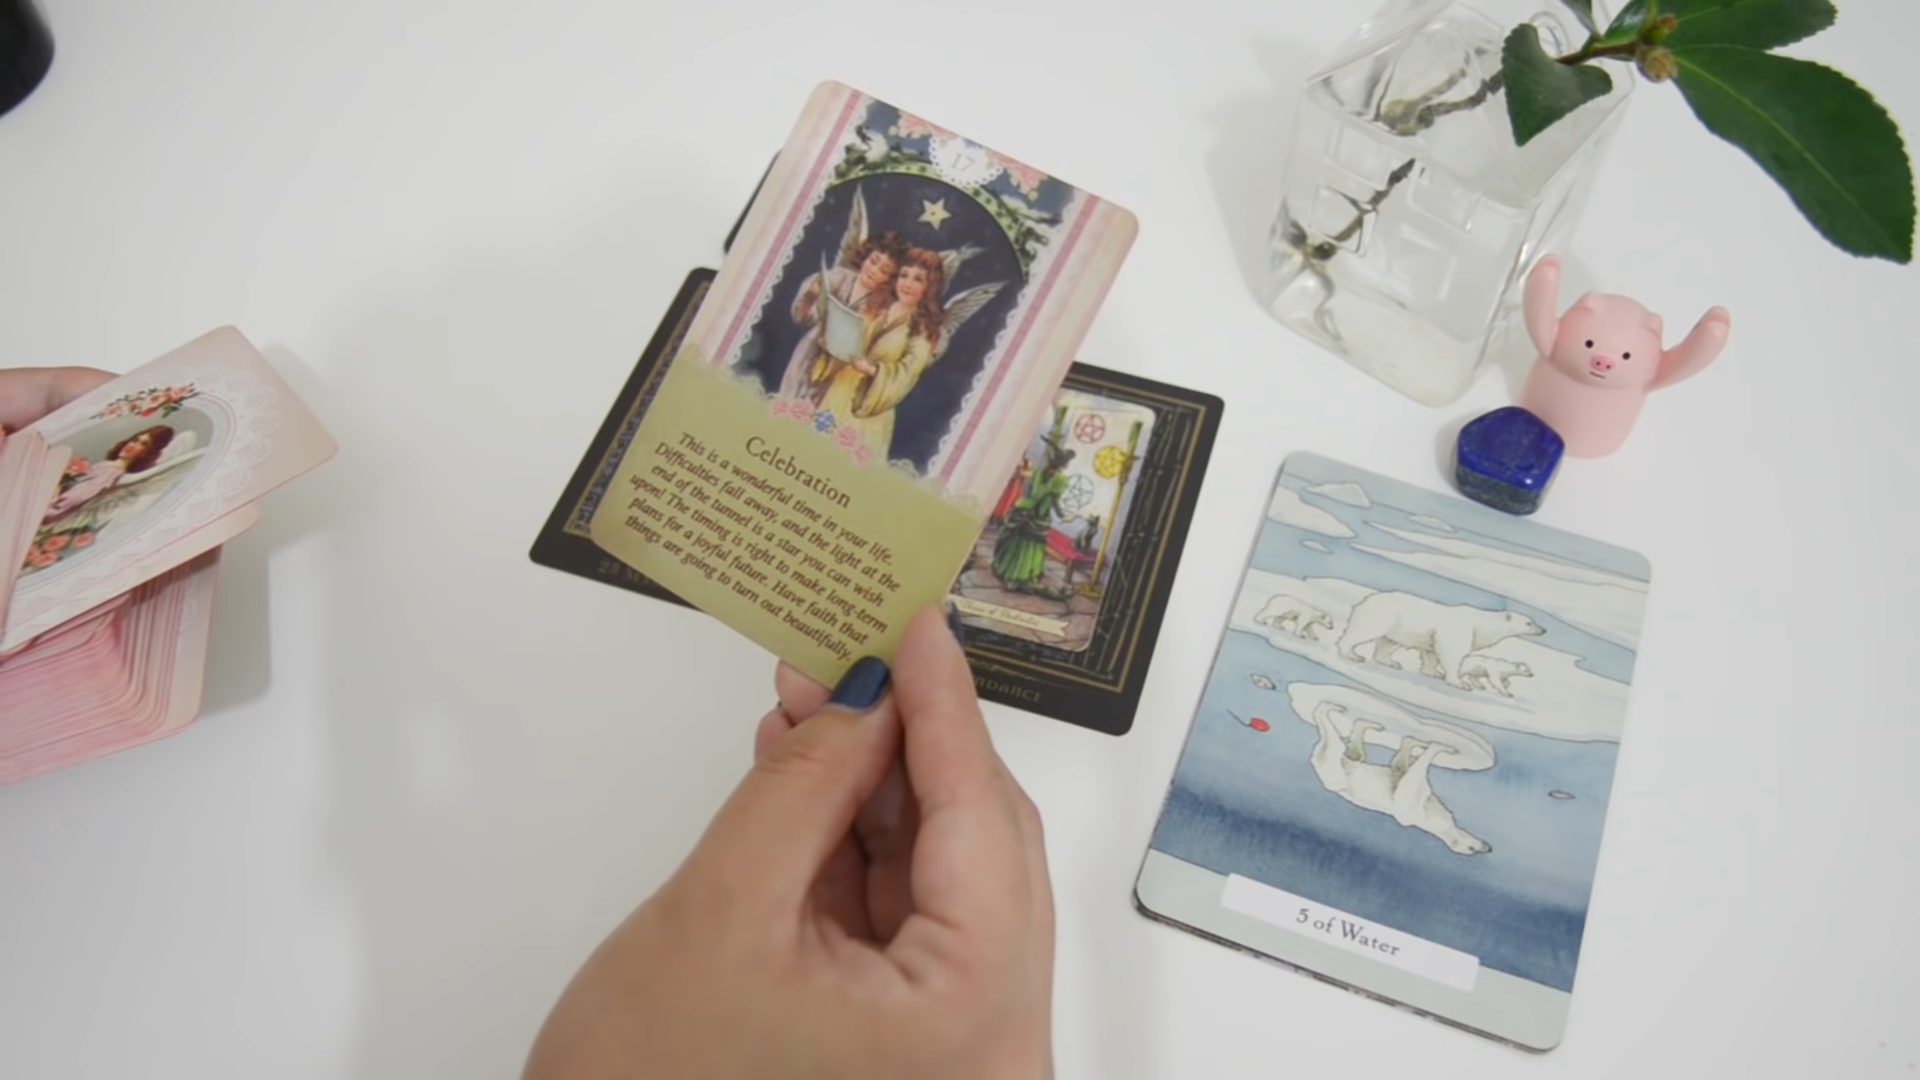 17
Celebration
This is a wonderful time in your life.
Difficulties fall away, and the light at the
end of the tunnel is a star you can wish
upon! The timing is right to make long-term
plans for a joyful future. Have faith that
things are going to turn out beautifully.
of Pentacles
5 of Water